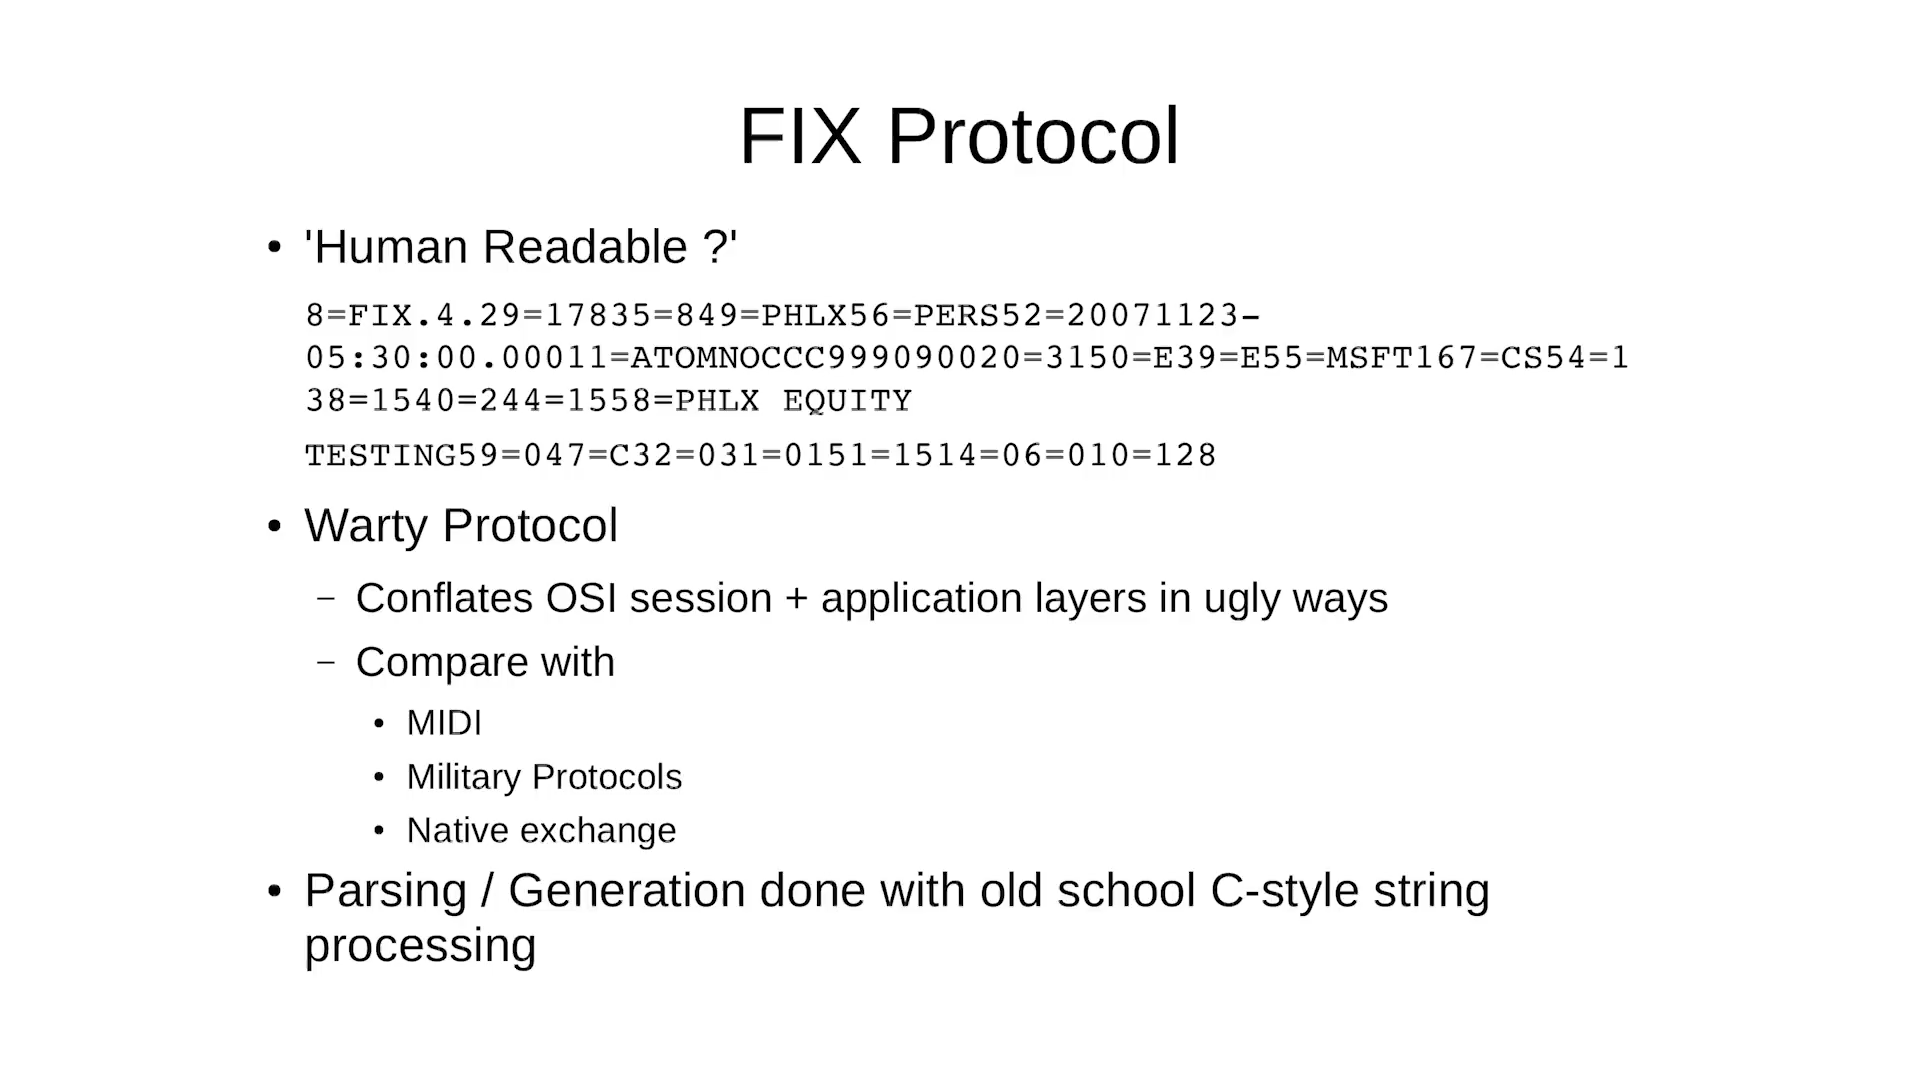 FIX Protocol
• 'Human Readable ?'
8=FIX.4.29=17835=849=PHLX56=PERS52=20071123-
05:30:00.00011=ATOMNOCCC999090020=3150=E39=E55=MSFT167=CS54=1
38=1540=244=1558=PHLX EQUITY
TESTING59=047=C32=031=0151=1514=06=010=128
• Warty Protocol
– Conflates OSI session + application layers in ugly ways
– Compare with
• MIDI
• Military Protocols
• Native exchange
• Parsing / Generation done with old school C-style string
processing